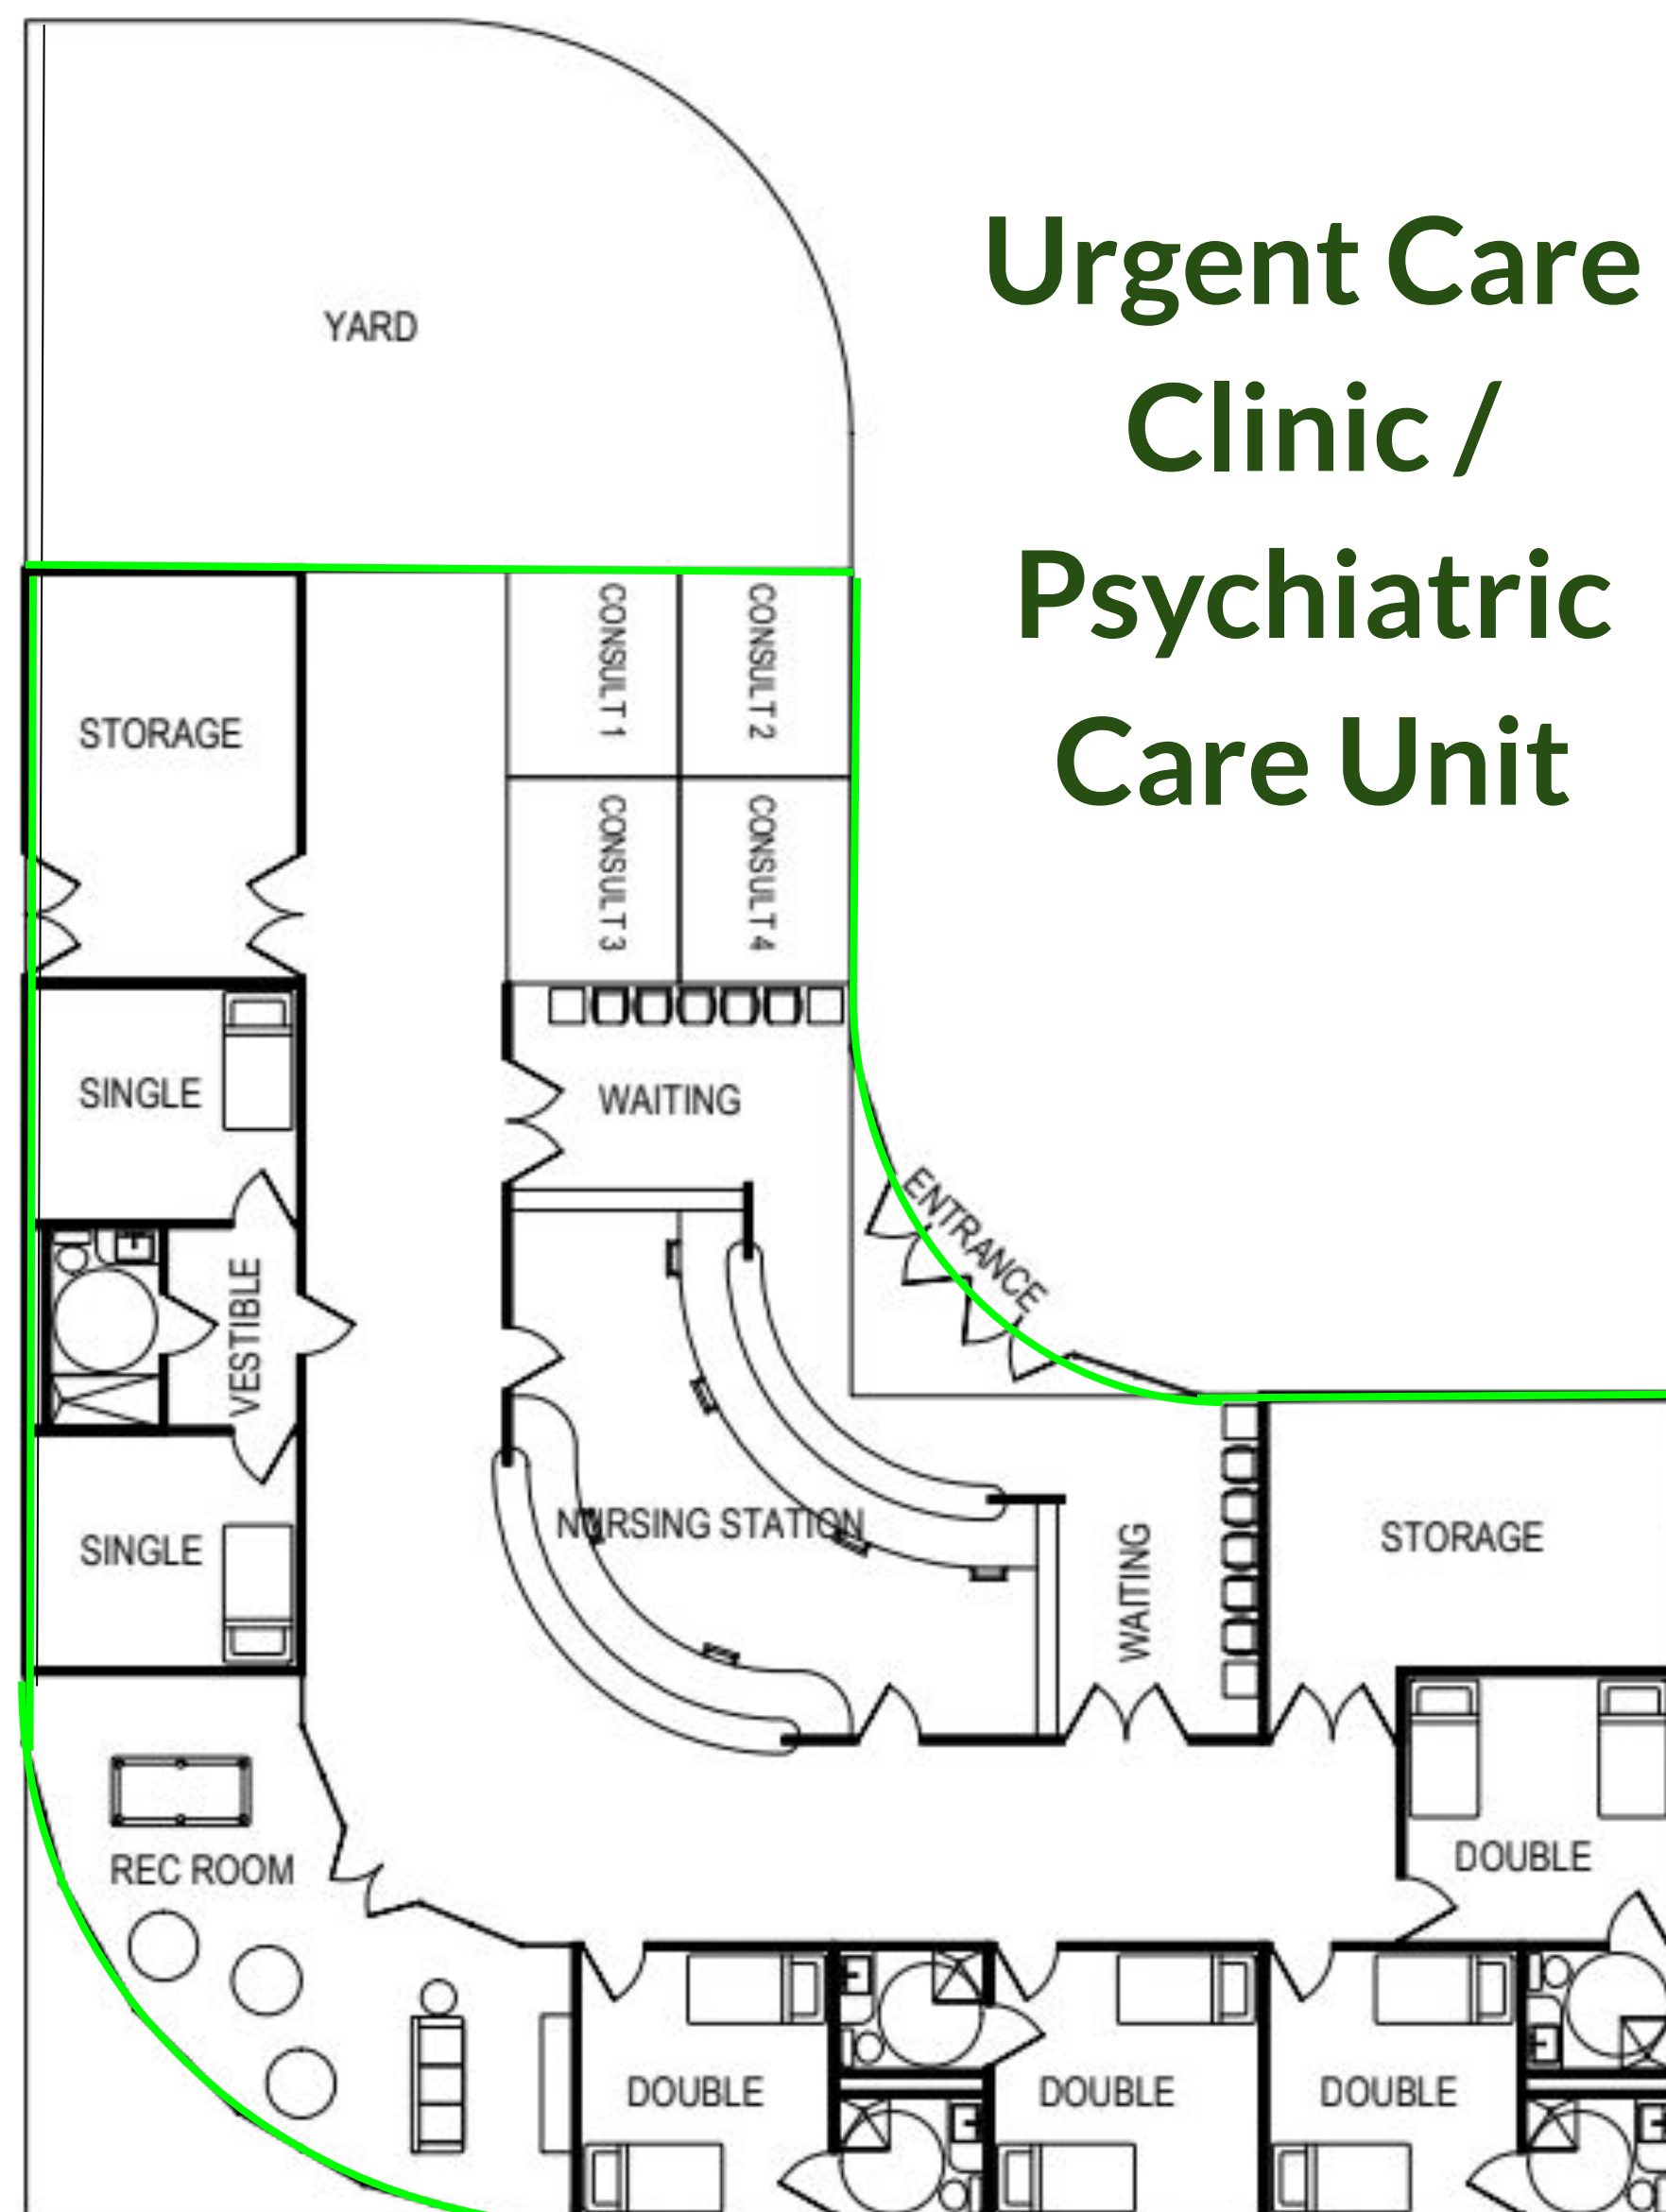 YARD
Urgent Care
Clinic /
Psychiatric
Care Unit
STORAGE
CONSULT 1
CONSULT 2
CONSULT 3
CONSULT 4
SINGLE
WAITING
ENTRANCE
VESTIBLE
SINGLE
NURSING STATION
WAITING
STORAGE
REC ROOM
DOUBLE
DOUBLE
DOUBLE
DOUBLE